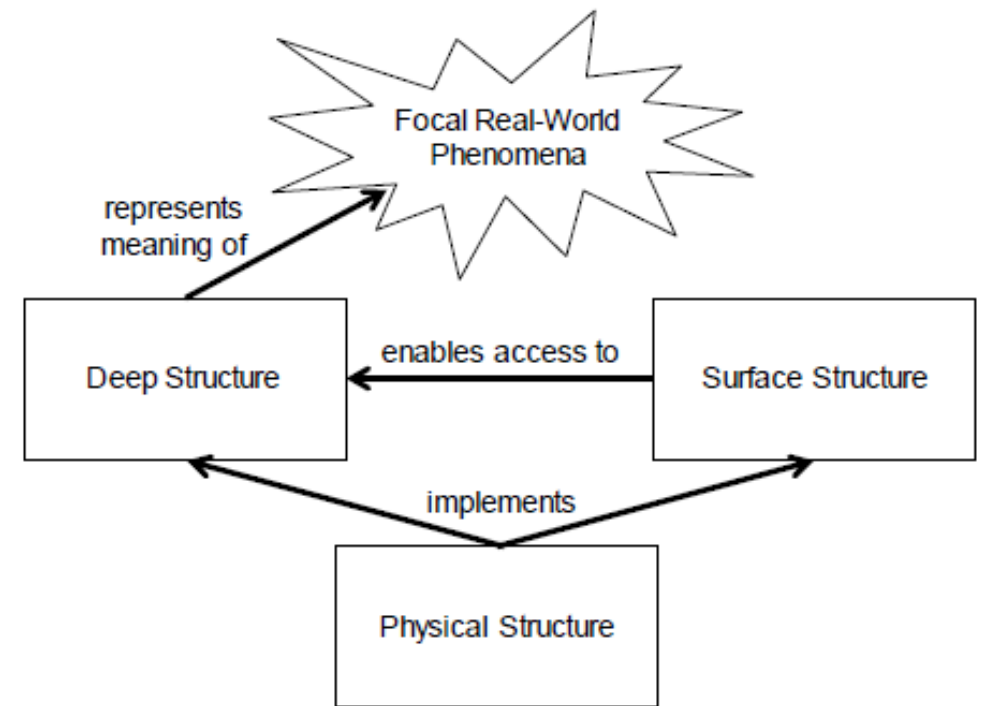 Focal Real-World
Phenomena
represents
meaning of
enables access to
Deep Structure
Surface Structure
implements
Physical Structure